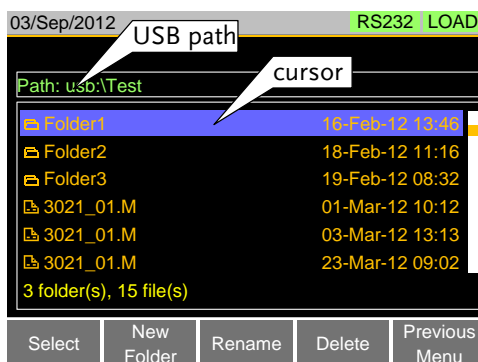 03/Sep/2012 RS232 LOAD
USB path
cursor
Path: usb:\Test
Folder1 16-Feb-12 13:46
Folder2 18-Feb-12 11:16
Folder3 19-Feb-12 08:32
3021_01.M 01-Mar-12 10:12
3021_01.M 03-Mar-12 13:13
3021_01.M 23-Mar-12 09:02
3 folder(s), 15 file(s)
Select New Folder Rename Delete Previous Menu